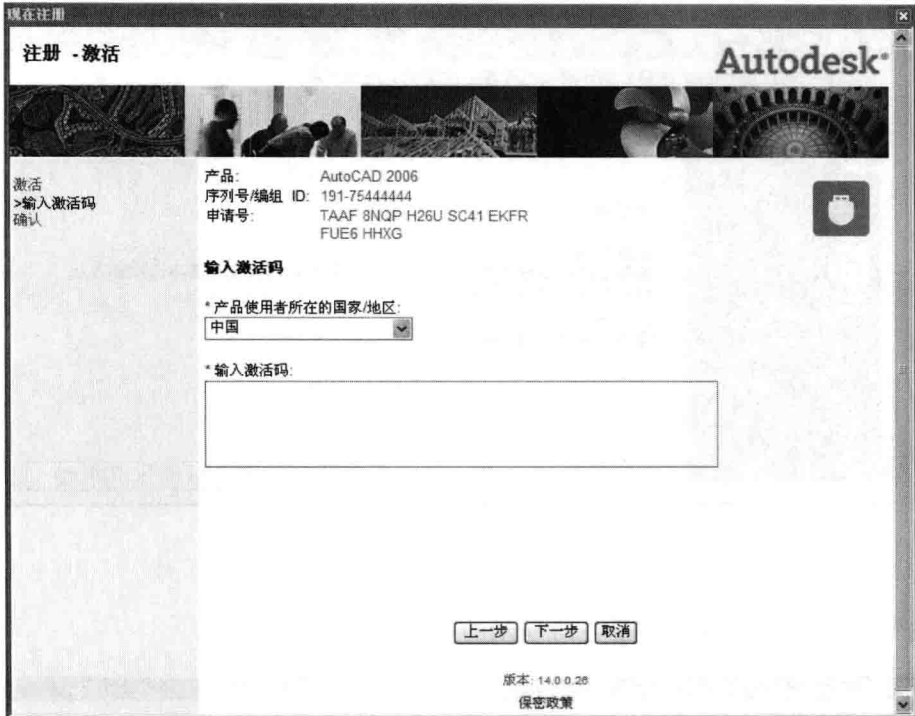 现在注册
注册 - 激活
Autodesk®
激活
>输入激活码
确认
产品: AutoCAD 2006
序列号/编组 ID: 191-75444444
申请号: TAAF 8NQP H26U SC41 EKFR
FUE6 HHXG
输入激活码
* 产品使用者所在的国家/地区:
中国
* 输入激活码:
上一步 下一步 取消
版本: 14.0.0.28
保密政策